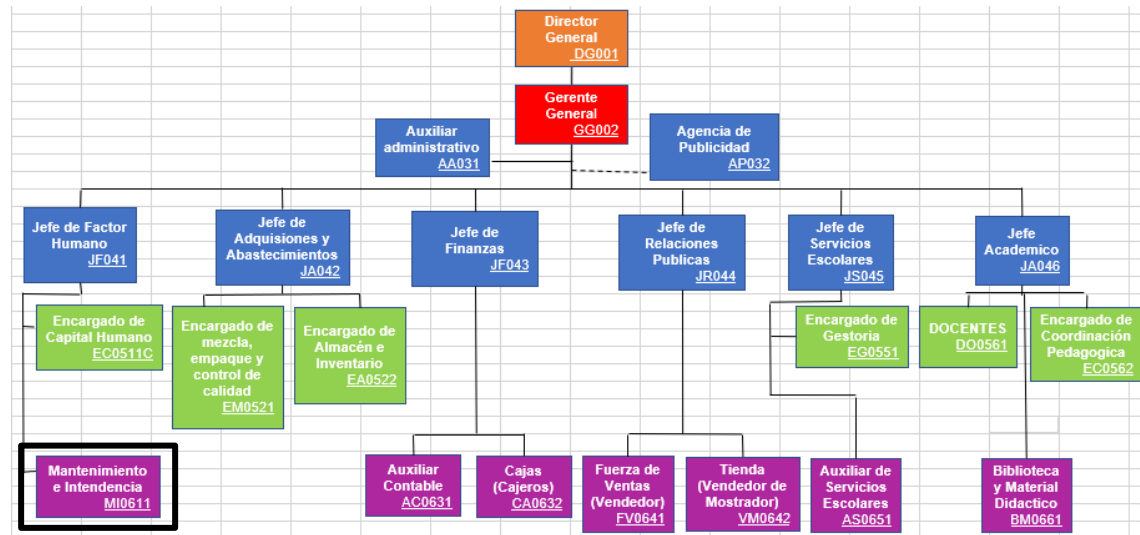 Director
General
DG001
Gerente
General
GG002
Auxiliar
administrativo
AA031
Agencia de
Publicidad
AP032
Jefe de Factor
Humano
JF041
Jefe de
Adquisiones y
Abastecimientos
JA042
Jefe de
Finanzas
JF043
Jefe de
Relaciones
Publicas
JR044
Jefe de
Servicios
Escolares
JS045
Jefe
Academico
JA046
Encargado de
Capital Humano
EC0511C
Encargado de
mezcla,
empaque y
control de
calidad
EM0521
Encargado de
Almacén e
Inventario
EA0522
Encargado de
Gestoria
EG0551
DOCENTES
DO0561
Encargado de
Coordinación
Pedagogica
EC0562
Mantenimiento
e Intendencia
MI0611
Auxiliar
Contable
AC0631
Cajas
(Cajeros)
CA0632
Fuerza de
Ventas
(Vendedor)
FV0641
Tienda
(Vendedor de
Mostrador)
VM0642
Auxiliar de
Servicios
Escolares
AS0651
Biblioteca
y Material
Didactico
BM0661